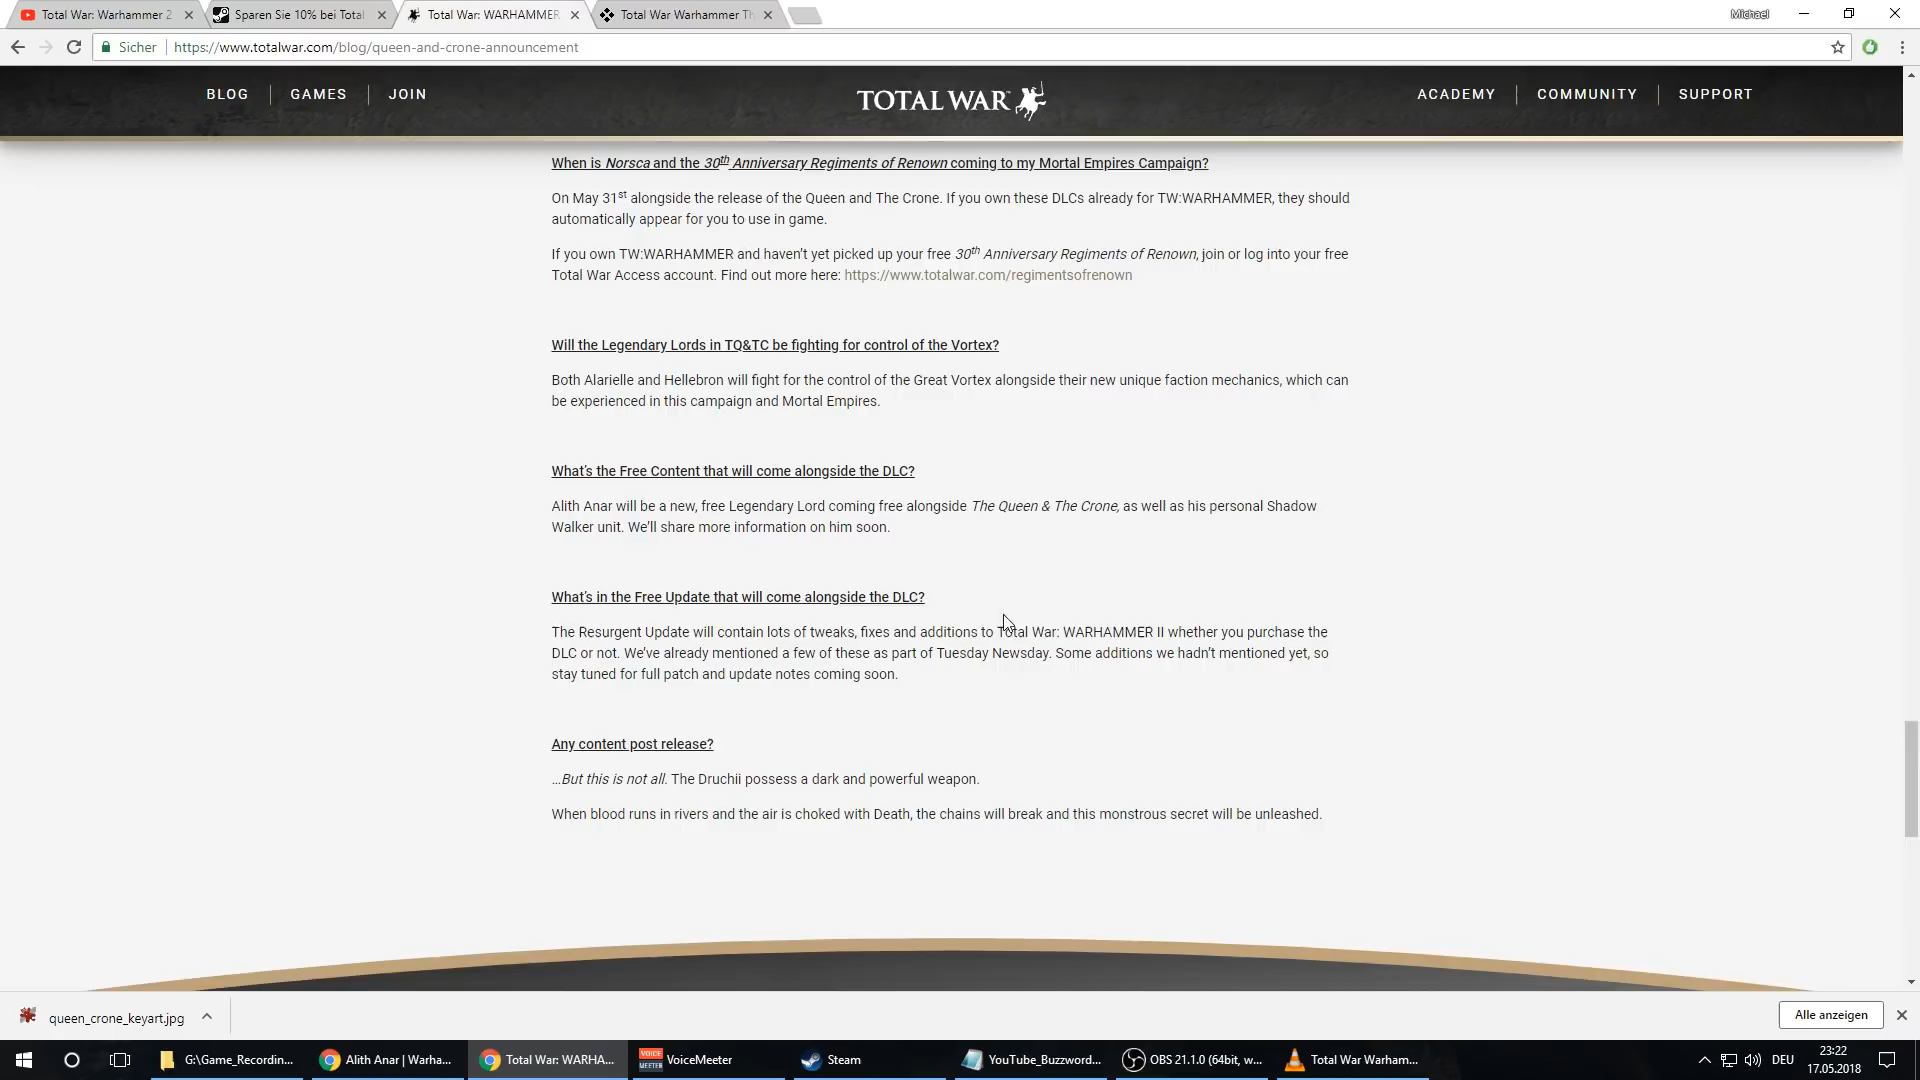 Total War: Warhammer 2
Sparen Sie 10% bei Total
Total War: WARHAMMER
Total War Warhammer Th
Michael
Sicher
https://www.totalwar.com/blog/queen-and-crone-announcement
BLOG
GAMES
JOIN
TOTAL WAR
ACADEMY
COMMUNITY
SUPPORT
When is Norsca and the 30th Anniversary Regiments of Renown coming to my Mortal Empires Campaign?
On May 31st alongside the release of the Queen and The Crone. If you own these DLCs already for TW:WARHAMMER, they should
automatically appear for you to use in game.
If you own TW:WARHAMMER and haven't yet picked up your free 30th Anniversary Regiments of Renown, join or log into your free
Total War Access account. Find out more here: https://www.totalwar.com/regimentsofrenown
Will the Legendary Lords in TQ&TC be fighting for control of the Vortex?
Both Alarielle and Hellebron will fight for the control of the Great Vortex alongside their new unique faction mechanics, which can
be experienced in this campaign and Mortal Empires.
What's the Free Content that will come alongside the DLC?
Alith Anar will be a new, free Legendary Lord coming free alongside The Queen & The Crone, as well as his personal Shadow
Walker unit. We'll share more information on him soon.
What's in the Free Update that will come alongside the DLC?
The Resurgent Update will contain lots of tweaks, fixes and additions to Total War: WARHAMMER II whether you purchase the
DLC or not. We've already mentioned a few of these as part of Tuesday Newsday. Some additions we hadn't mentioned yet, so
stay tuned for full patch and update notes coming soon.
Any content post release?
…But this is not all. The Druchii possess a dark and powerful weapon.
When blood runs in rivers and the air is choked with Death, the chains will break and this monstrous secret will be unleashed.
queen_crone_keyart.jpg
Alle anzeigen
G:\Game_Recordin...
Alith Anar | Warha...
Total War: WARHA...
VOICE MEETER
VoiceMeeter
Steam
YouTube_Buzzword...
OBS 21.1.0 (64bit, w...
Total War Warham...
DEU
23:22
17.05.2018